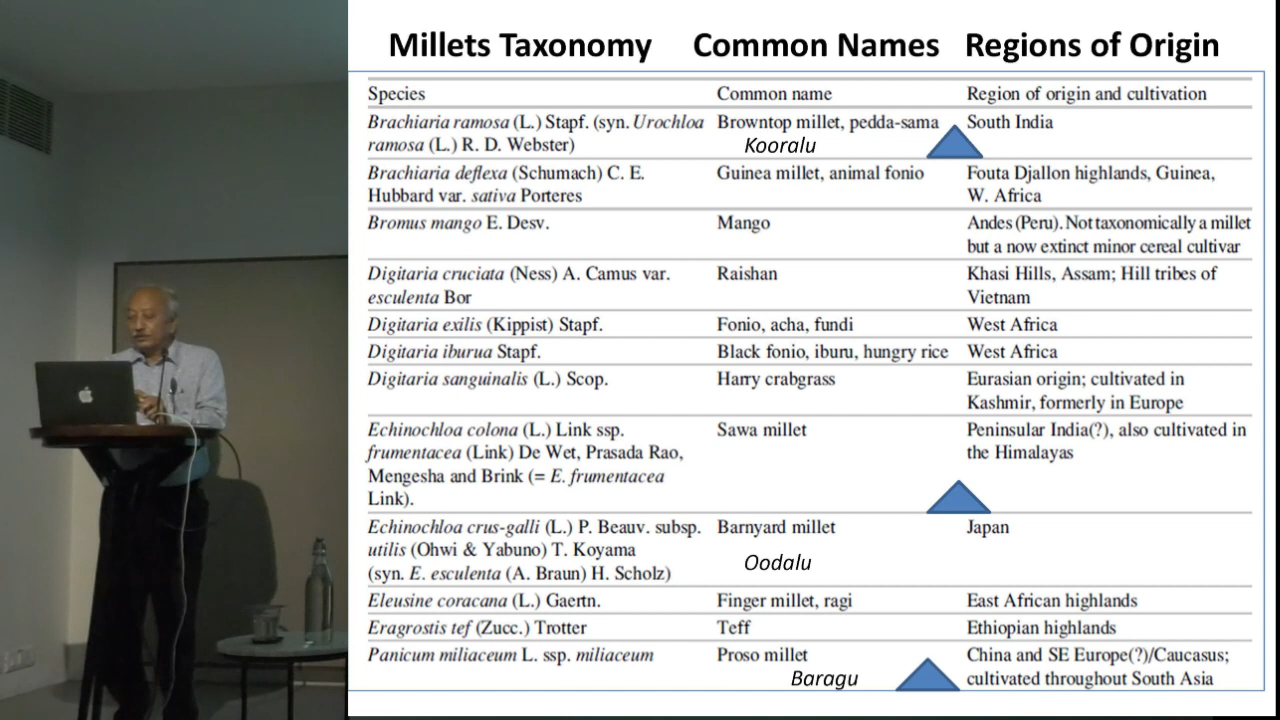 Millets Taxonomy Common Names Regions of Origin
Species Common name Region of origin and cultivation
Brachiaria ramosa (L.) Stapf. (syn. Urochloa Browntop millet, pedda-sama South India
ramosa (L.) R. D. Webster) Kooralu
Brachiaria deflexa (Schumach) C. E. Guinea millet, animal fonio Fouta Djallon highlands, Guinea,
Hubbard var. sativa Porteres W. Africa
Bromus mango E. Desv. Mango Andes (Peru). Not taxonomically a millet
but a now extinct minor cereal cultivar
Digitaria cruciata (Ness) A. Camus var. Raishan Khasi Hills, Assam; Hill tribes of
esculenta Bor Vietnam
Digitaria exilis (Kippist) Stapf. Fonio, acha, fundi West Africa
Digitaria iburua Stapf. Black fonio, iburu, hungry rice West Africa
Digitaria sanguinalis (L.) Scop. Harry crabgrass Eurasian origin; cultivated in
Kashmir, formerly in Europe
Echinochloa colona (L.) Link ssp. Sawa millet Peninsular India(?), also cultivated in
frumentacea (Link) De Wet, Prasada Rao, the Himalayas
Mengesha and Brink (= E. frumentacea
Link).
Echinochloa crus-galli (L.) P. Beauv. subsp. Barnyard millet Japan
utilis (Ohwi & Yabuno) T. Koyama Oodalu
(syn. E. esculenta (A. Braun) H. Scholz)
Eleusine coracana (L.) Gaertn. Finger millet, ragi East African highlands
Eragrostis tef (Zucc.) Trotter Teff Ethiopian highlands
Panicum miliaceum L. ssp. miliaceum Proso millet China and SE Europe(?)/Caucasus;
Baragu cultivated throughout South Asia